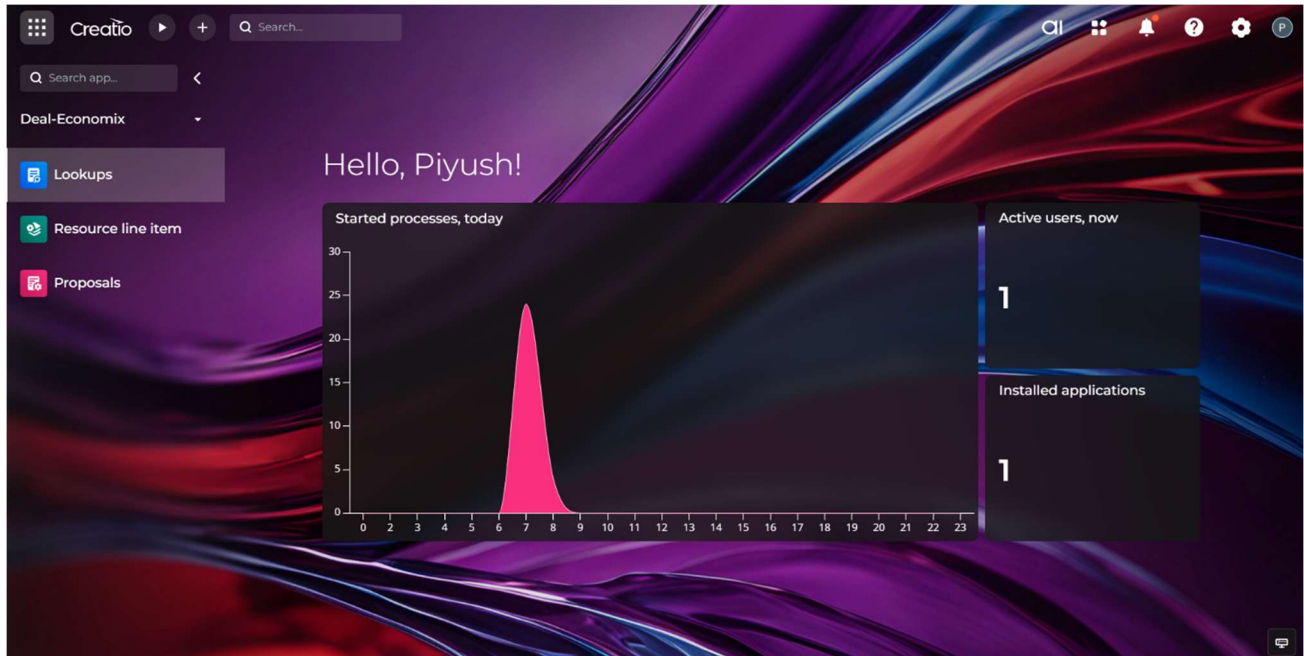 Creatio
Search...
Search app...
Deal-Economix
Lookups
Resource line item
Proposals
Hello, Piyush!
Started processes, today
30
25
20
15
10
5
0
0 2 3 4 5 6 7 8 9 10 11 12 13 14 15 16 17 18 19 20 21 22 23
Active users, now
1
Installed applications
1
ai
P